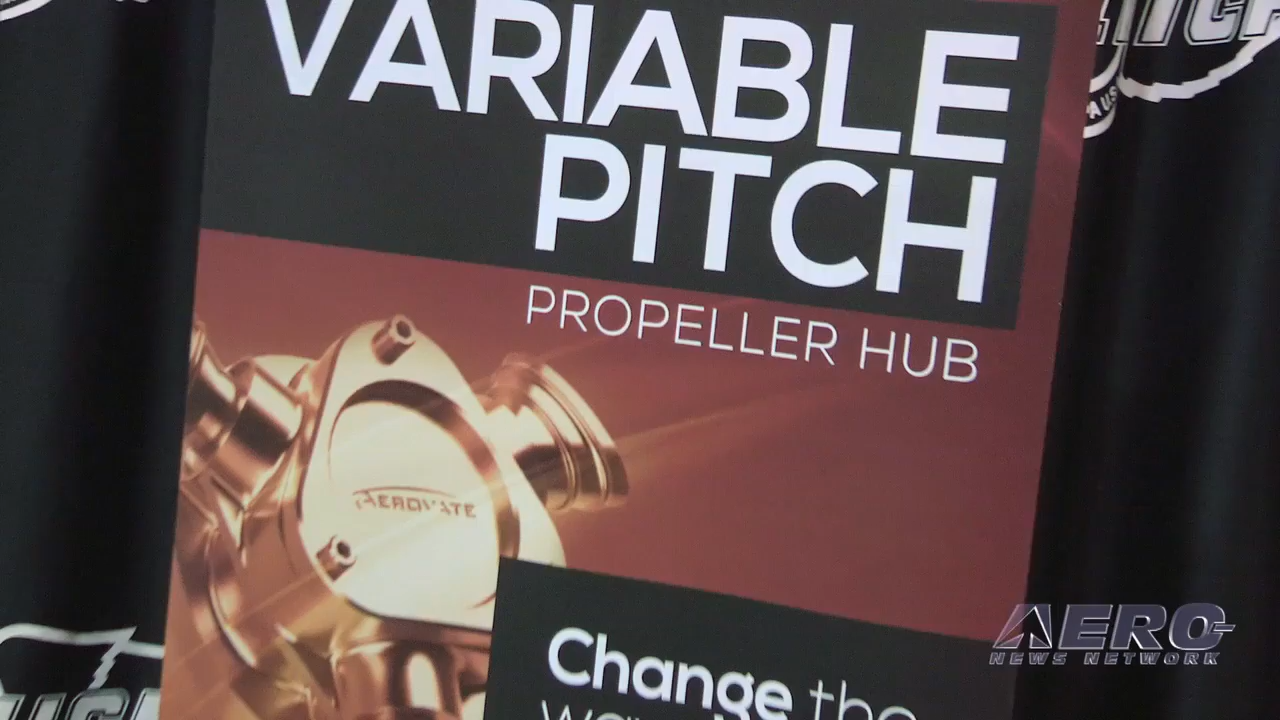 VARIABLE
PITCH
PROPELLER HUB
AEROVATE
Change the
AERO
NEWS NETWORK